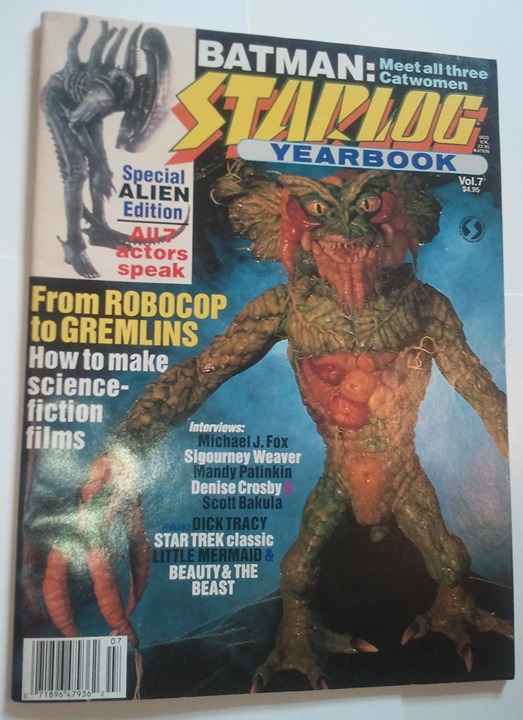 BATMAN:
Meet all three
Catwomen
STARLOG
YEARBOOK
Vol. 7
$4.95
Special
ALIEN
Edition
All 7
actors
speak
From ROBOCOP
to GREMLINS
How to make
science-
fiction
films
Interviews:
Michael J. Fox
Sigourney Weaver
Mandy Patinkin
Denise Crosby &
Scott Bakula
DICK TRACY
STAR TREK classic
LITTLE MERMAID &
BEAUTY & THE
BEAST
07
71896 47936